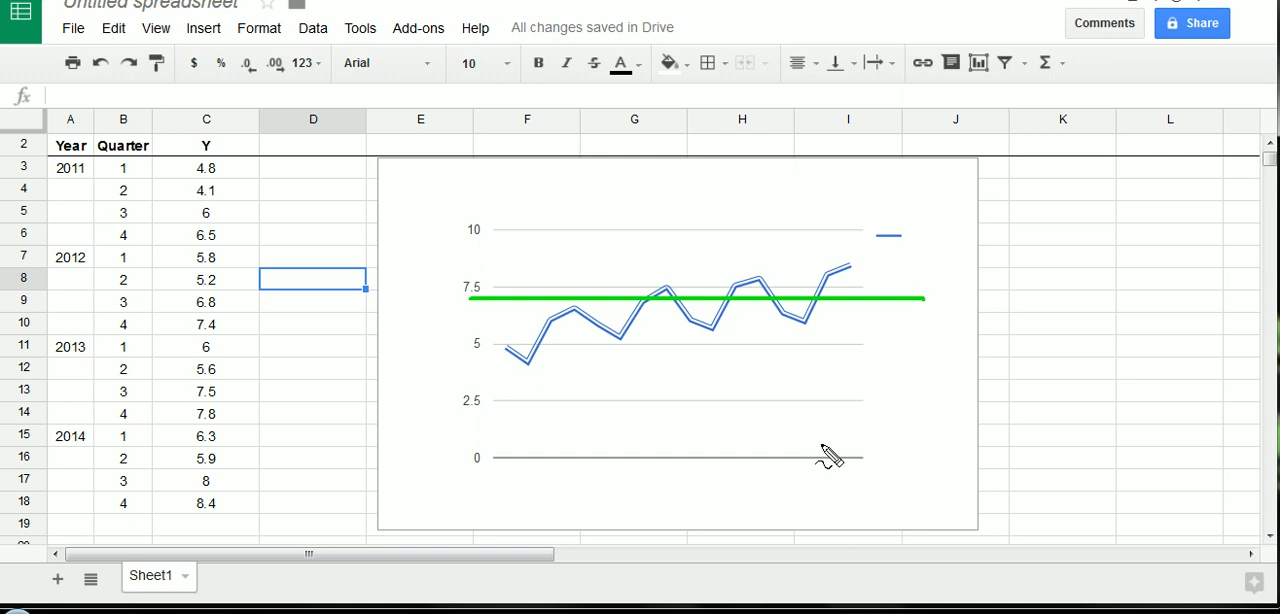 Untitled spreadsheet
File Edit View Insert Format Data Tools Add-ons Help All changes saved in Drive
Comments Share
$ % .0 .00 123 Arial 10 B I S A Σ
fx
A B C D E F G H I J K L
2 Year Quarter Y
3 2011 1 4.8
4 2 4.1
5 3 6
6 4 6.5
7 2012 1 5.8
8 2 5.2
9 3 6.8
10 4 7.4
11 2013 1 6
12 2 5.6
13 3 7.5
14 4 7.8
15 2014 1 6.3
16 2 5.9
17 3 8
18 4 8.4
19
10
7.5
5
2.5
0
Sheet1